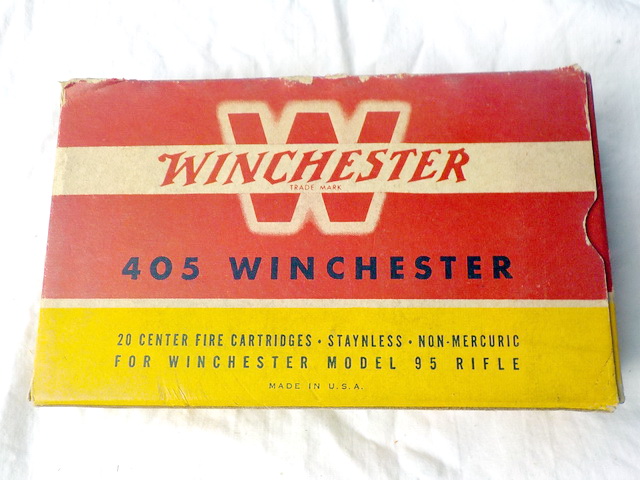 WINCHESTER
TRADE MARK
405 WINCHESTER
20 CENTER FIRE CARTRIDGES • STAYNLESS • NON-MERCURIC
FOR WINCHESTER MODEL 95 RIFLE
MADE IN U.S.A.